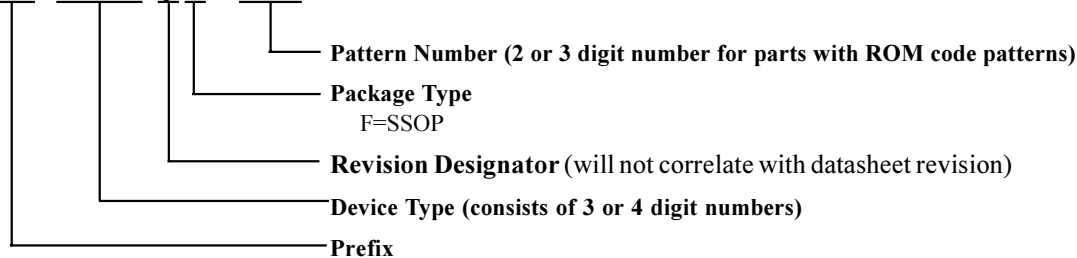 Pattern Number (2 or 3 digit number for parts with ROM code patterns)
Package Type
F=SSOP
Revision Designator (will not correlate with datasheet revision)
Device Type (consists of 3 or 4 digit numbers)
Prefix